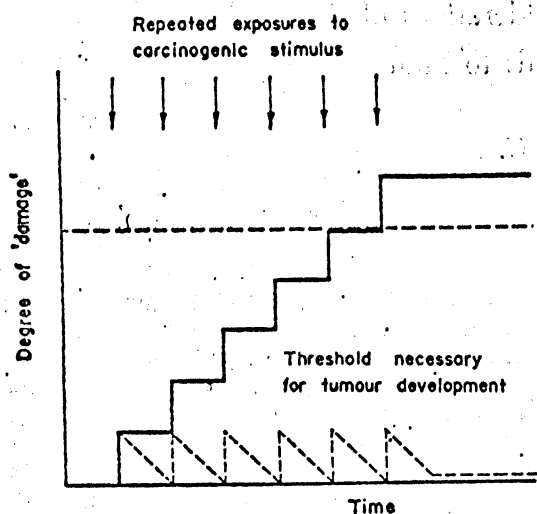 Repeated exposures to
carcinogenic stimulus
Degree of 'damage'
Threshold necessary
for tumour development
Time